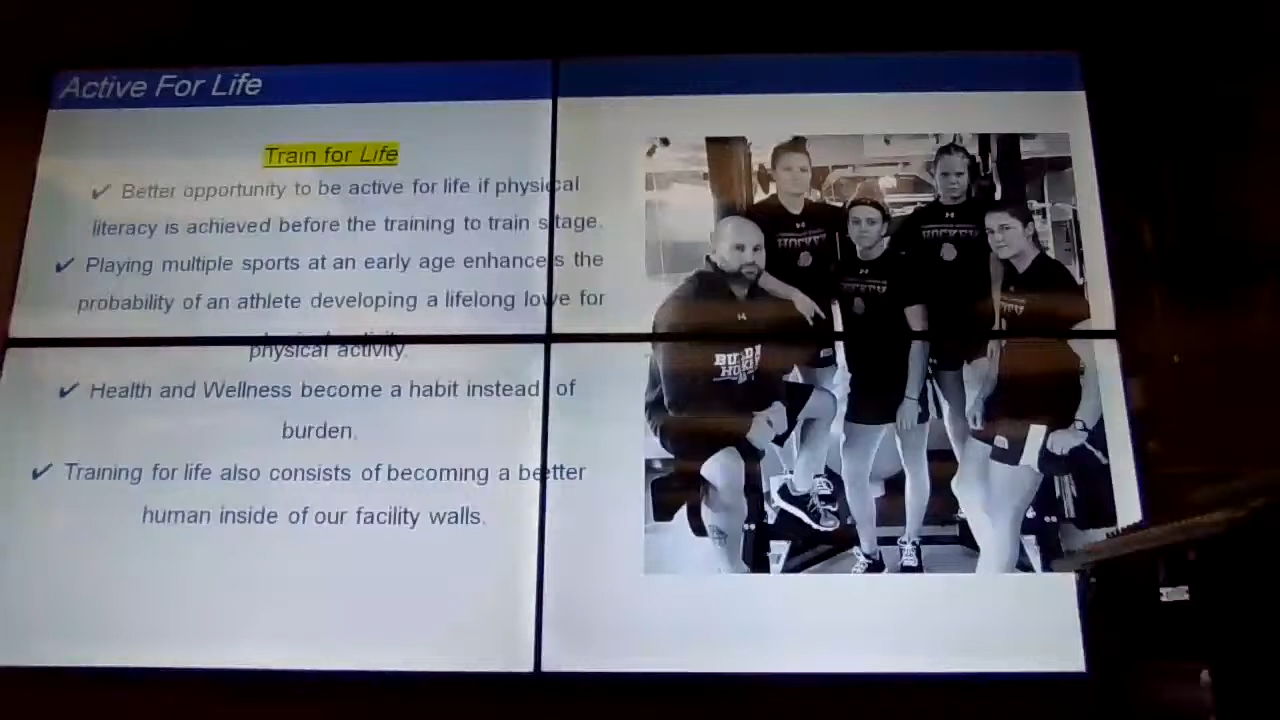 Active For Life
Train for Life
✔ Better opportunity to be active for life if physical
literacy is achieved before the training to train stage.
✔ Playing multiple sports at an early age enhances the
probability of an athlete developing a lifelong love for
physical activity.
✔ Health and Wellness become a habit instead of
burden.
✔ Training for life also consists of becoming a better
human inside of our facility walls.
HOCKEY
HOCKEY
HOCKEY